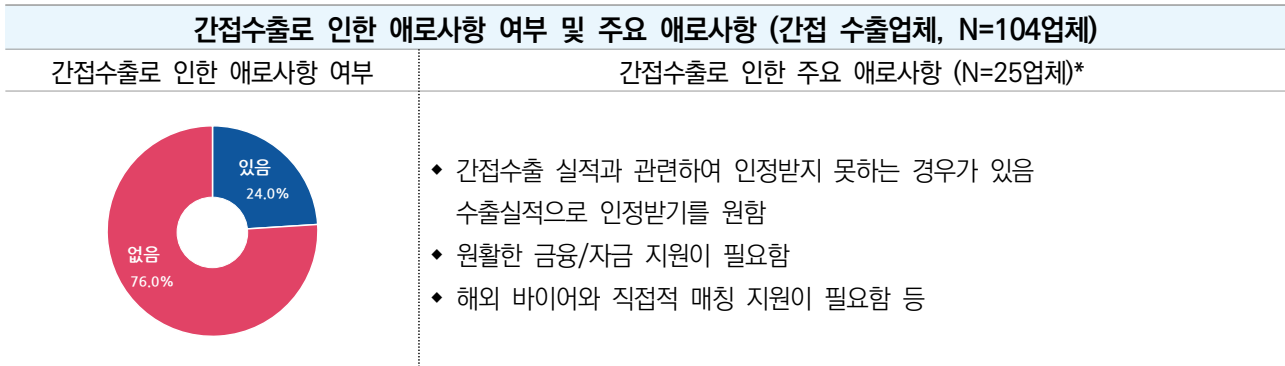 간접수출로 인한 애로사항 여부 및 주요 애로사항 (간접 수출업체, N=104업체)
간접수출로 인한 애로사항 여부
간접수출로 인한 주요 애로사항 (N=25업체)*
있음
24.0%
없음
76.0%
◆ 간접수출 실적과 관련하여 인정받지 못하는 경우가 있음
수출실적으로 인정받기를 원함
◆ 원활한 금융/자금 지원이 필요함
◆ 해외 바이어와 직접적 매칭 지원이 필요함 등